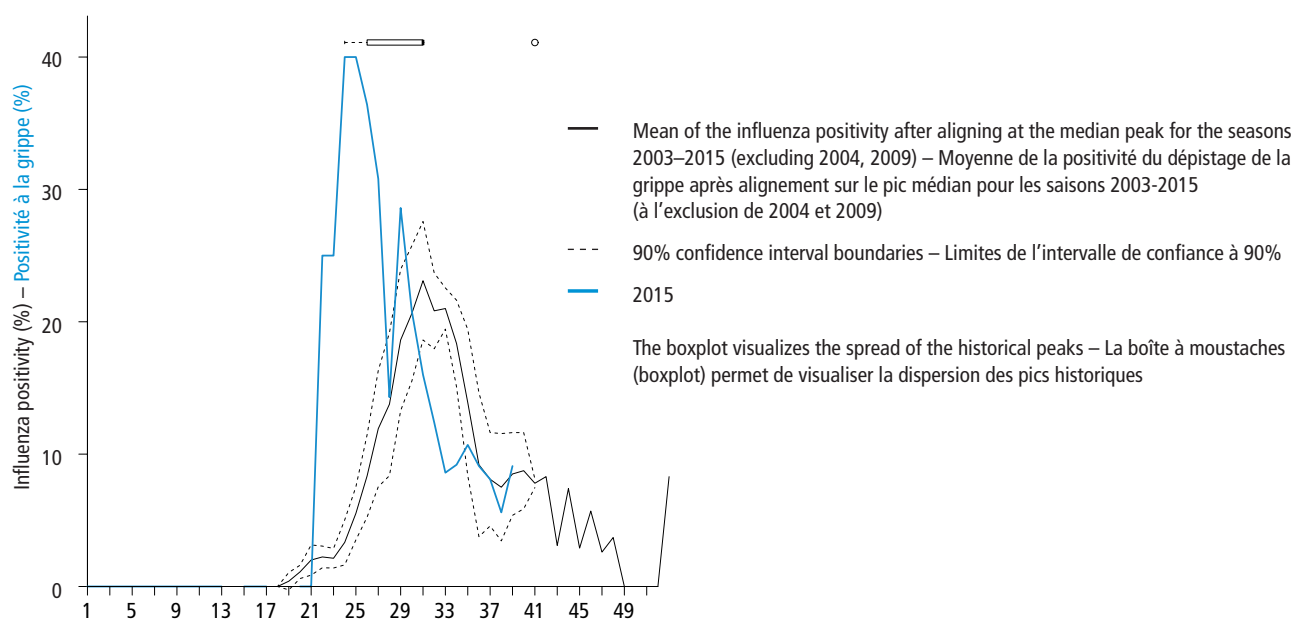 Influenza positivity (%) – Positivité à la grippe (%)
40
30
20
10
0
1 5 9 13 17 21 25 29 33 37 41 45 49
Mean of the influenza positivity after aligning at the median peak for the seasons
2003–2015 (excluding 2004, 2009) – Moyenne de la positivité du dépistage de la
grippe après alignement sur le pic médian pour les saisons 2003-2015
(à l’exclusion de 2004 et 2009)
90% confidence interval boundaries – Limites de l’intervalle de confiance à 90%
2015
The boxplot visualizes the spread of the historical peaks – La boîte à moustaches
(boxplot) permet de visualiser la dispersion des pics historiques